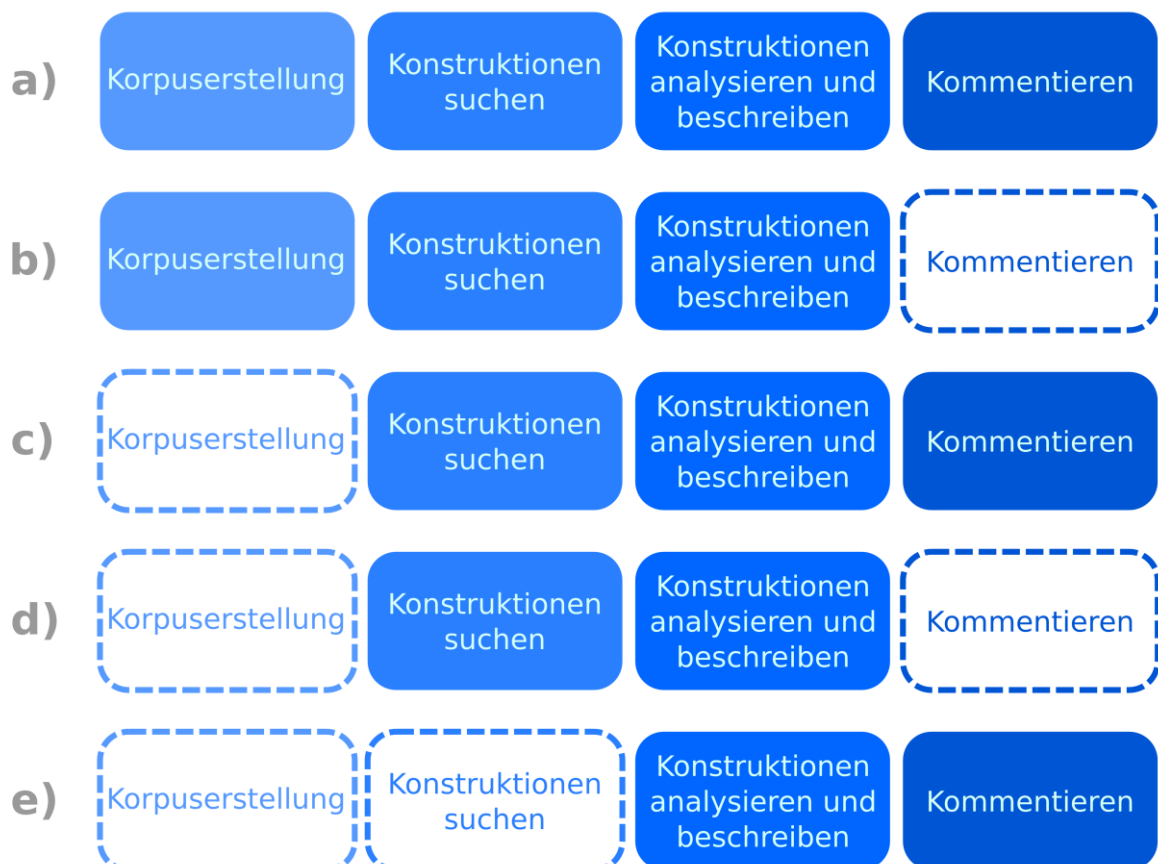 a)
Korpuserstellung
Konstruktionen
suchen
Konstruktionen
analysieren und
beschreiben
Kommentieren
b)
Korpuserstellung
Konstruktionen
suchen
Konstruktionen
analysieren und
beschreiben
Kommentieren
c)
Korpuserstellung
Konstruktionen
suchen
Konstruktionen
analysieren und
beschreiben
Kommentieren
d)
Korpuserstellung
Konstruktionen
suchen
Konstruktionen
analysieren und
beschreiben
Kommentieren
e)
Korpuserstellung
Konstruktionen
suchen
Konstruktionen
analysieren und
beschreiben
Kommentieren